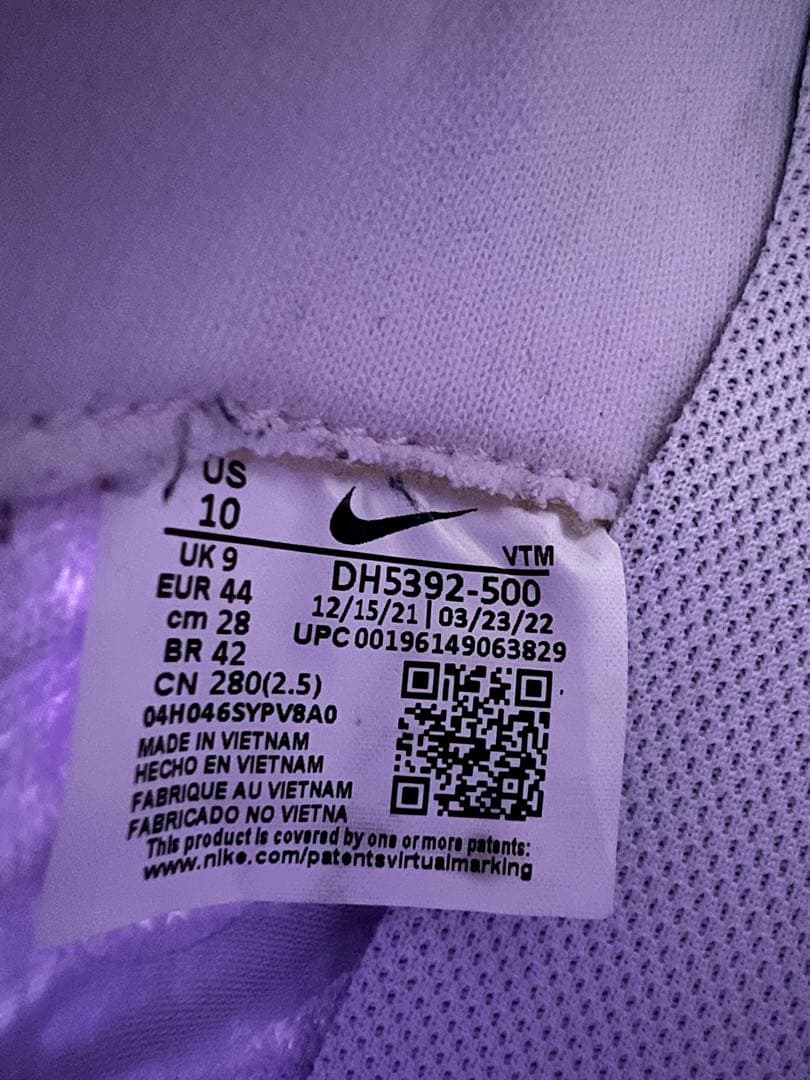 US
10
VTM
UK 9
EUR 44
cm 28
BR 42
CN 280(2.5)
04H046SYPV8A0
DH5392-500
12/15/21 | 03/23/22
UPC 00196149063829
MADE IN VIETNAM
HECHO EN VIETNAM
FABRIQUE AU VIETNAM
FABRICADO NO VIETNA
This product is covered by one or more patents:
www.nike.com/patentsvirtualmarking